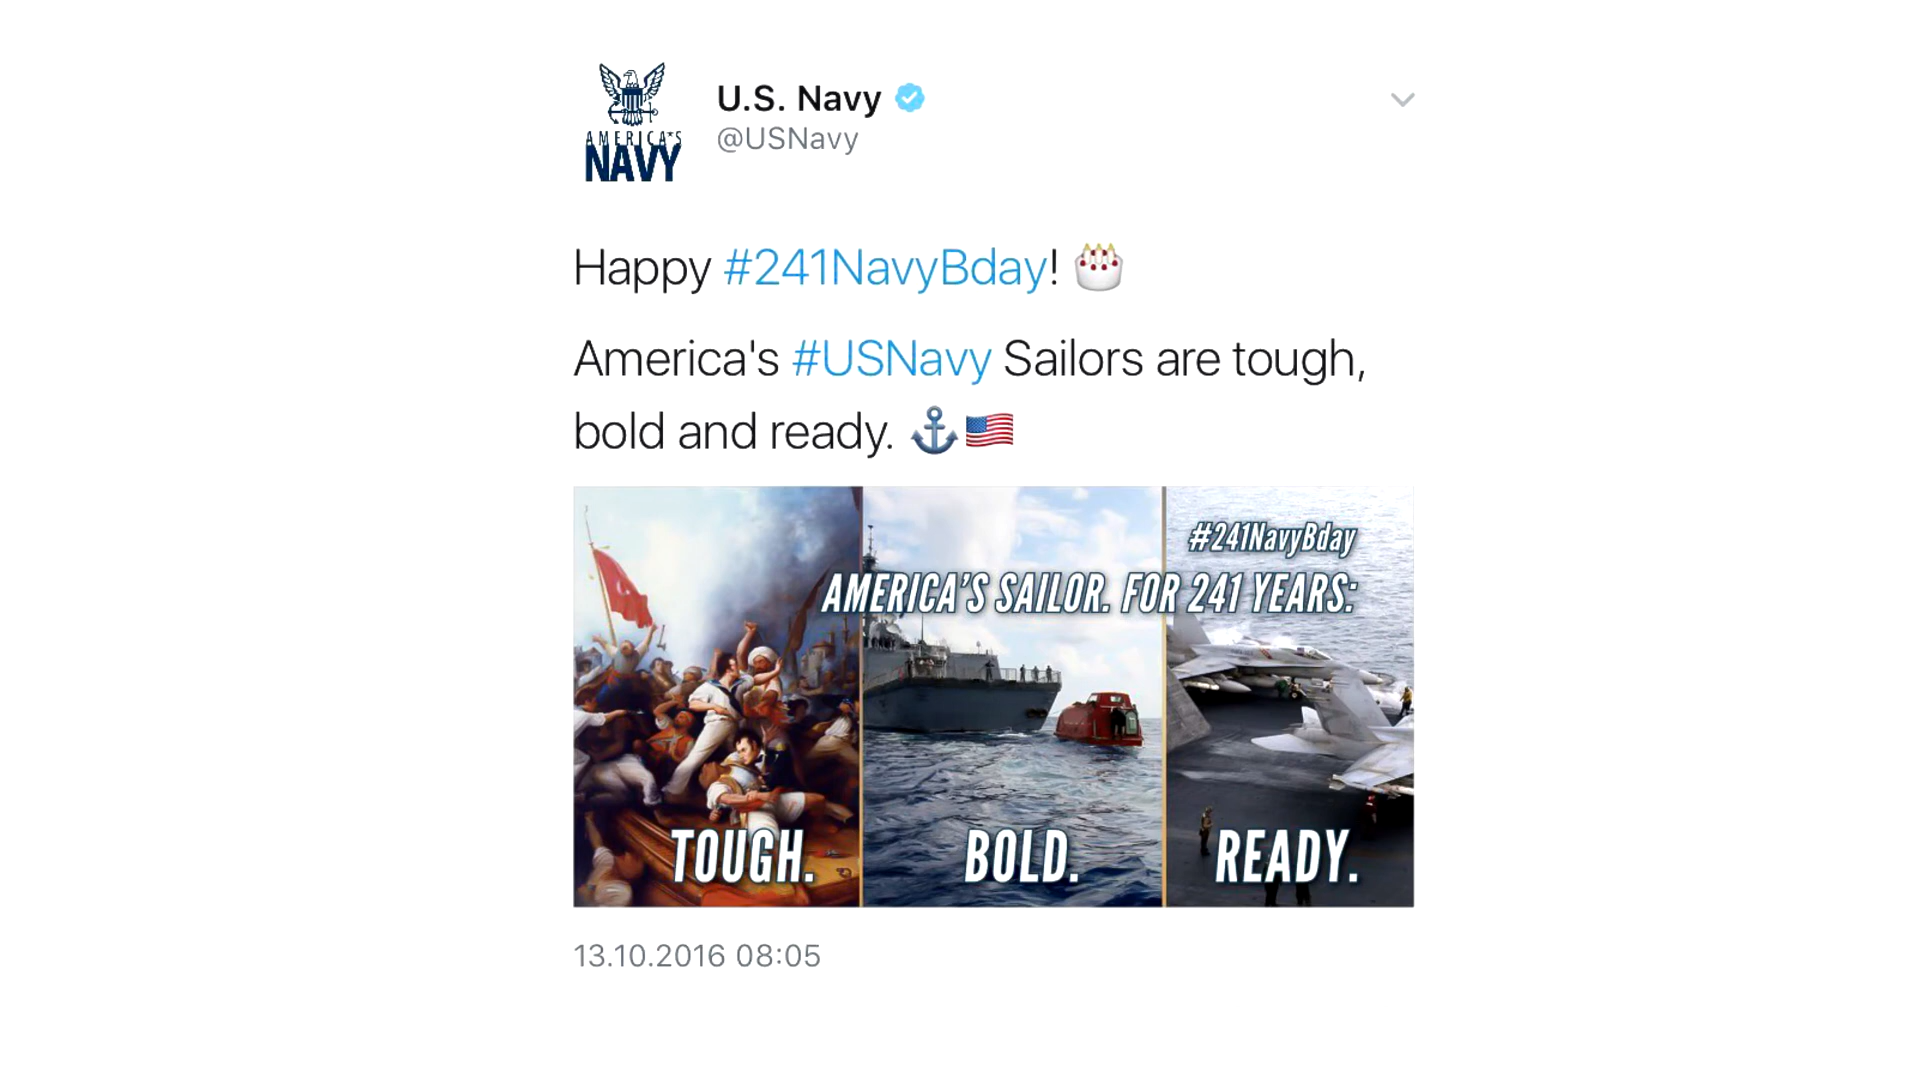 AMERICA★S
NAVY
U.S. Navy
@USNavy
Happy #241NavyBday! 🎂
America's #USNavy Sailors are tough,
bold and ready. ⚓🇺🇸
#241NavyBday
AMERICA'S SAILOR. FOR 241 YEARS:
TOUGH. BOLD. READY.
13.10.2016 08:05